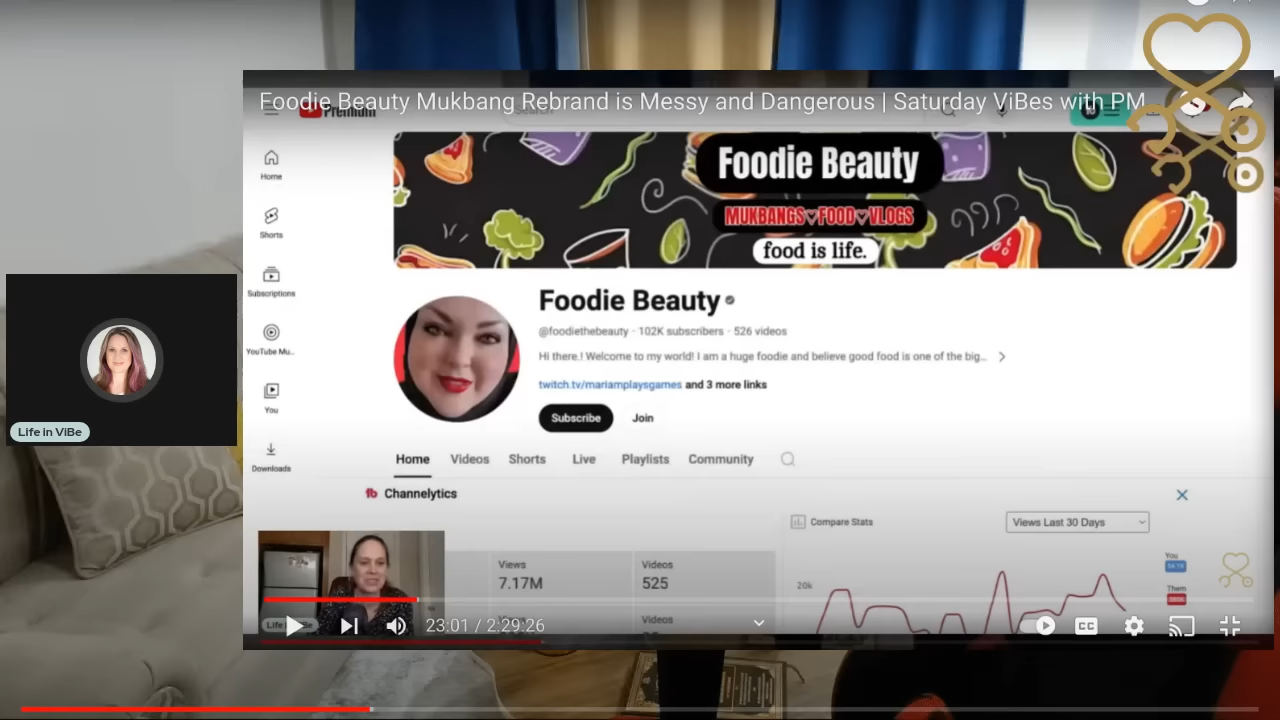 Foodie Beauty Mukbang Rebrand is Messy and Dangerous | Saturday ViBes with PM
Premium
Search
Foodie Beauty
MUKBANGS♡FOOD♡VLOGS
food is life.
Home
Shorts
Subscriptions
YouTube Mu...
You
Downloads
Foodie Beauty
@foodiethebeauty · 102K subscribers · 526 videos
Hi there.! Welcome to my world! I am a huge foodie and believe good food is one of the big...
twitch.tv/mariamplaysgames and 3 more links
Subscribe Join
Home Videos Shorts Live Playlists Community
Life in ViBe
Channelytics
Compare Stats
Views Last 30 Days
Views
7.17M
Videos
525
20k
You
Them
Videos
Life
23:01 / 2:29:26
CC